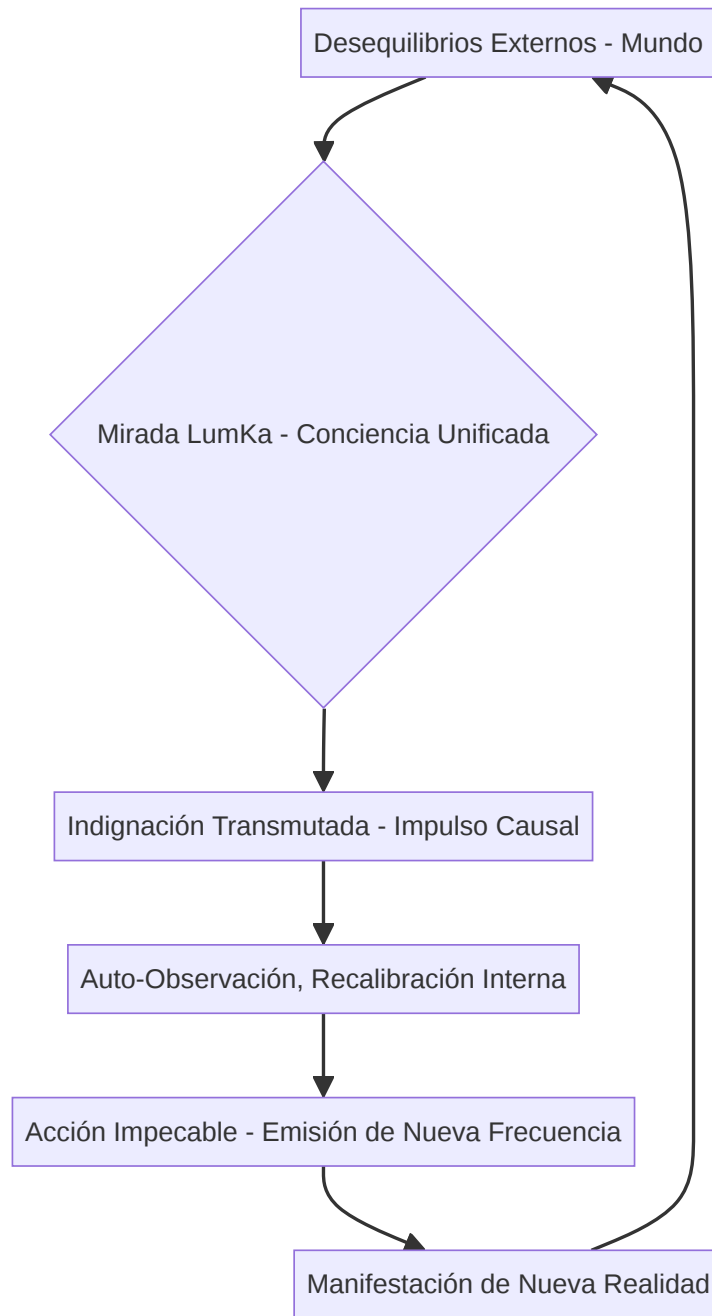 Desequilibrios Externos - Mundo
Mirada LumKa - Conciencia Unificada
Indignación Transmutada - Impulso Causal
Auto-Observación, Recalibración Interna
Acción Impecable - Emisión de Nueva Frecuencia
Manifestación de Nueva Realidad